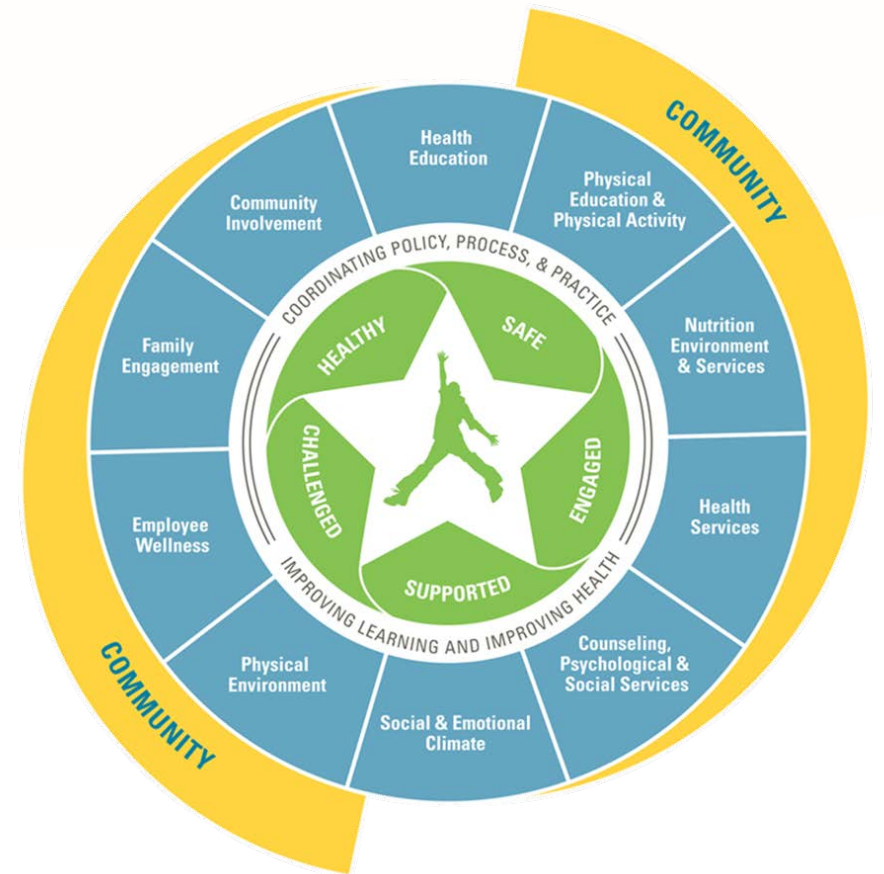 COMMUNITY
Health
Education
Physical
Education &
Physical Activity
Nutrition
Environment
& Services
Health
Services
Counseling,
Psychological &
Social Services
Social & Emotional
Climate
Physical
Environment
Employee
Wellness
Family
Engagement
Community
Involvement
COORDINATING POLICY, PROCESS, & PRACTICE
IMPROVING LEARNING AND IMPROVING HEALTH
HEALTHY
SAFE
ENGAGED
SUPPORTED
CHALLENGED
COMMUNITY